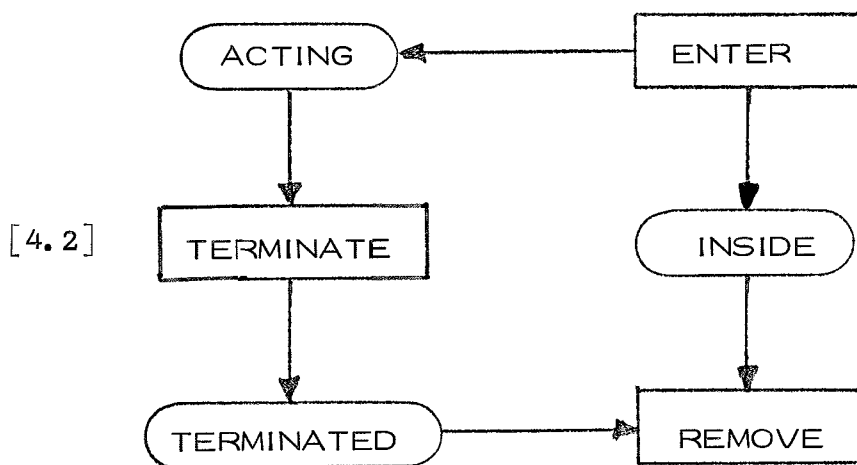 ACTING
ENTER
[4.2]
TERMINATE
INSIDE
TERMINATED
REMOVE